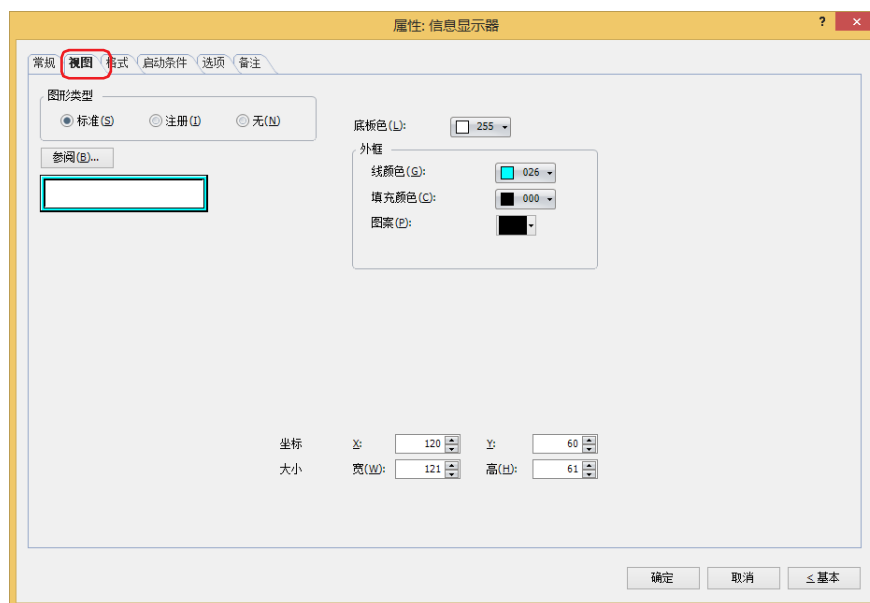 属性: 信息显示器 ? ×
常规 视图 格式 启动条件 选项 备注
图形类型
标准(S) 注册(I) 无(N)
底板色(L): 255
参阅(B)...
外框
线颜色(G): 026
填充颜色(C): 000
图案(P):
坐标 X: 120 Y: 60
大小 宽(W): 121 高(H): 61
确定 取消 ≤基本